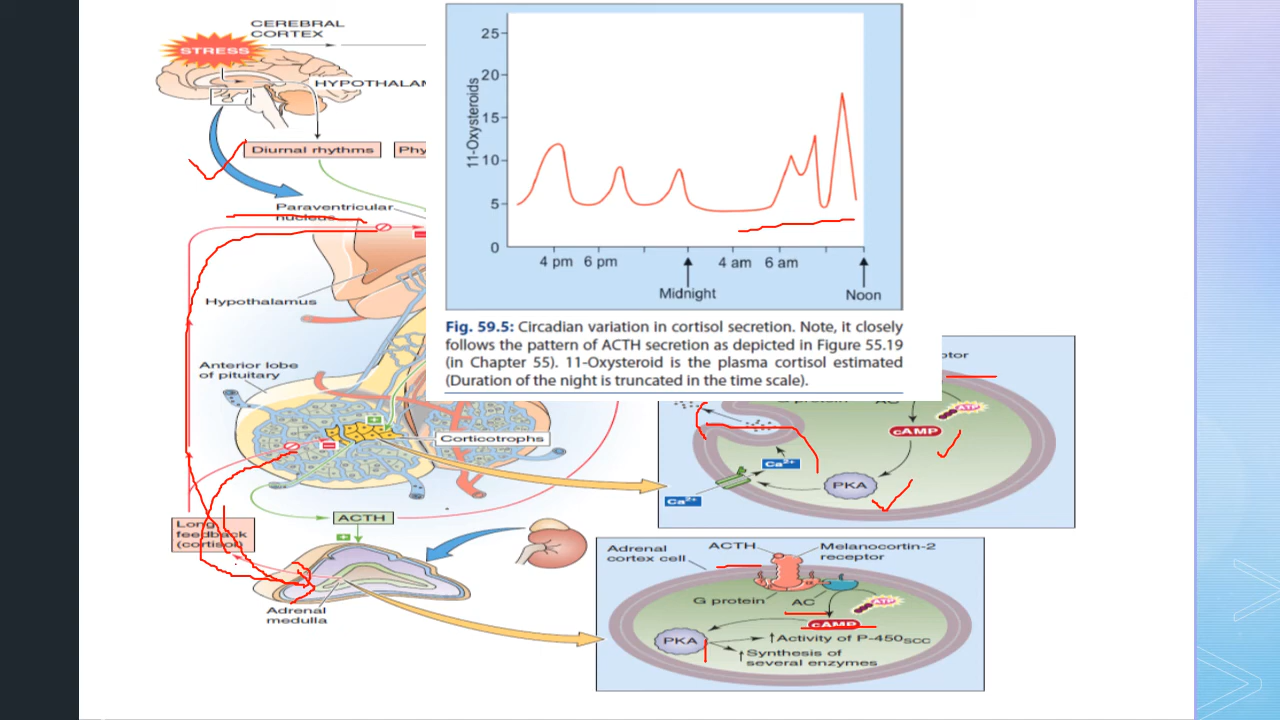 CEREBRAL
CORTEX
STRESS
HYPOTHALAM
Diurnal rhythms
Phy
Paraventricular
nucleus
Hypothalamus
Anterior lobe
of pituitary
Corticotrophs
Long
feedback
(cortisol)
ACTH
Adrenal
medulla
11-Oxysteroids
25
20
15
10
5
0
4 pm 6 pm 4 am 6 am
Midnight Noon
Fig. 59.5: Circadian variation in cortisol secretion. Note, it closely
follows the pattern of ACTH secretion as depicted in Figure 55.19
(in Chapter 55). 11-Oxysteroid is the plasma cortisol estimated
(Duration of the night is truncated in the time scale).
ptor
AC
ATP
cAMP
Ca2+
PKA
Ca2+
Adrenal
cortex cell
ACTH
Melanocortin-2
receptor
G protein
AC
ATP
cAMP
PKA
↑Activity of P-450SCC
↑Synthesis of
several enzymes